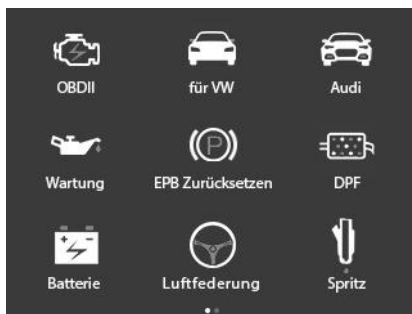 OBDII für VW Audi
Wartung EPB Zurücksetzen DPF
Batterie Luftfederung Spritz